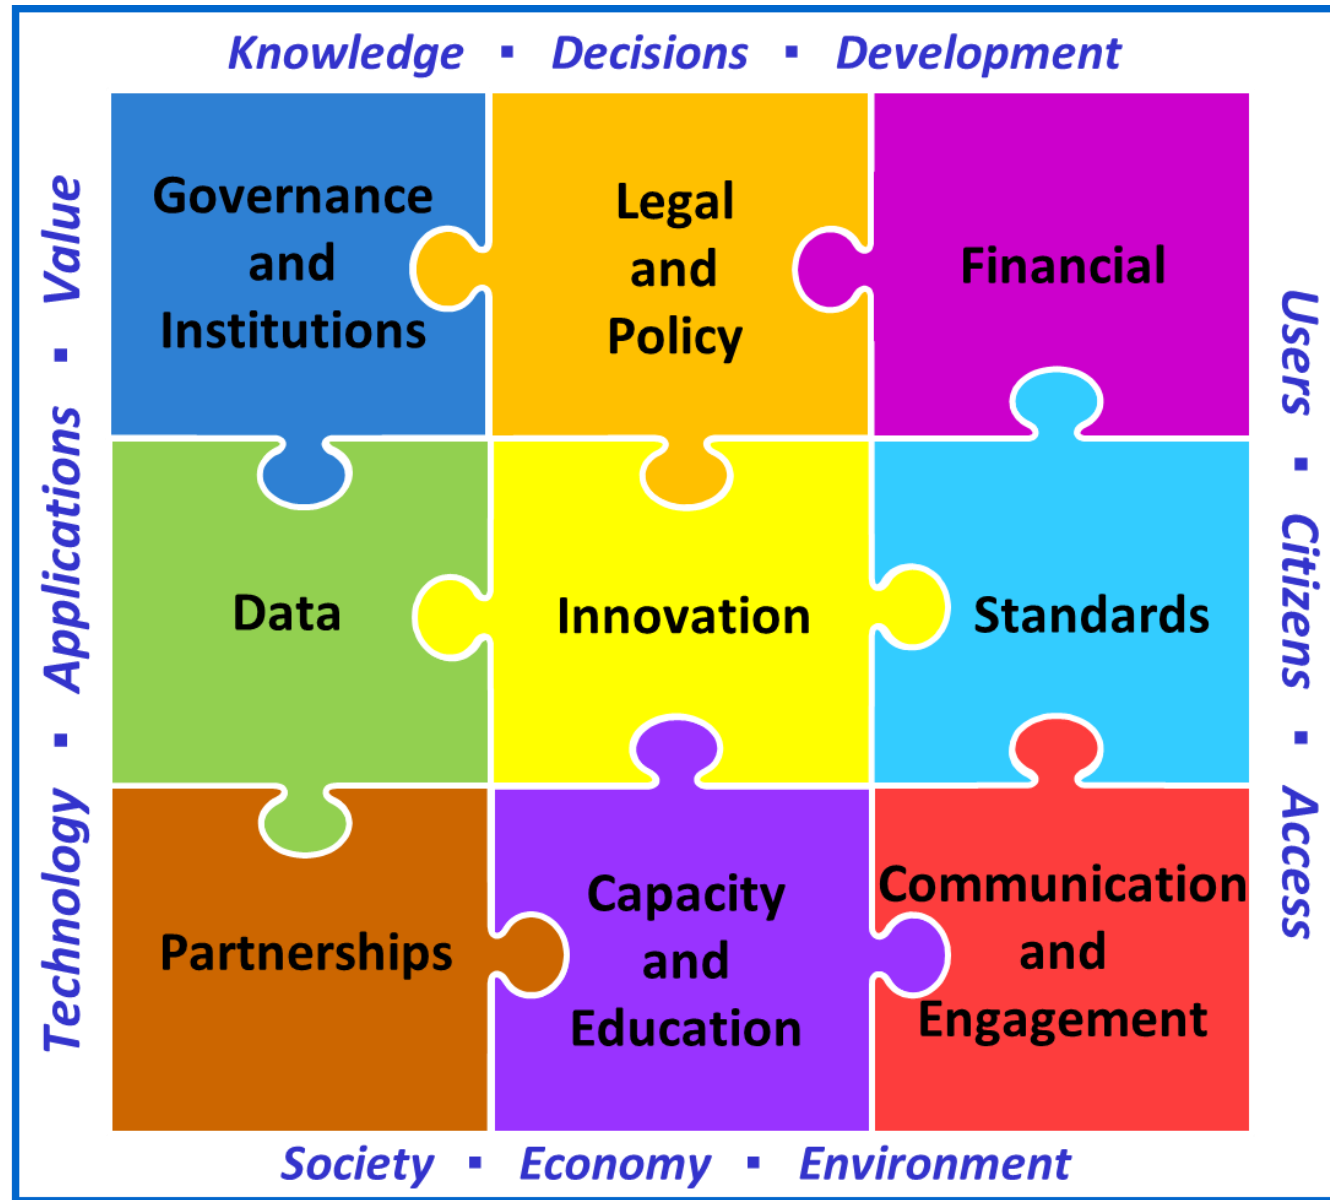 Knowledge ▪ Decisions ▪ Development
Technology ▪ Applications ▪ Value
Governance
and
Institutions
Legal
and
Policy
Financial
Data
Innovation
Standards
Partnerships
Capacity
and
Education
Communication
and
Engagement
Users ▪ Citizens ▪ Access
Society ▪ Economy ▪ Environment